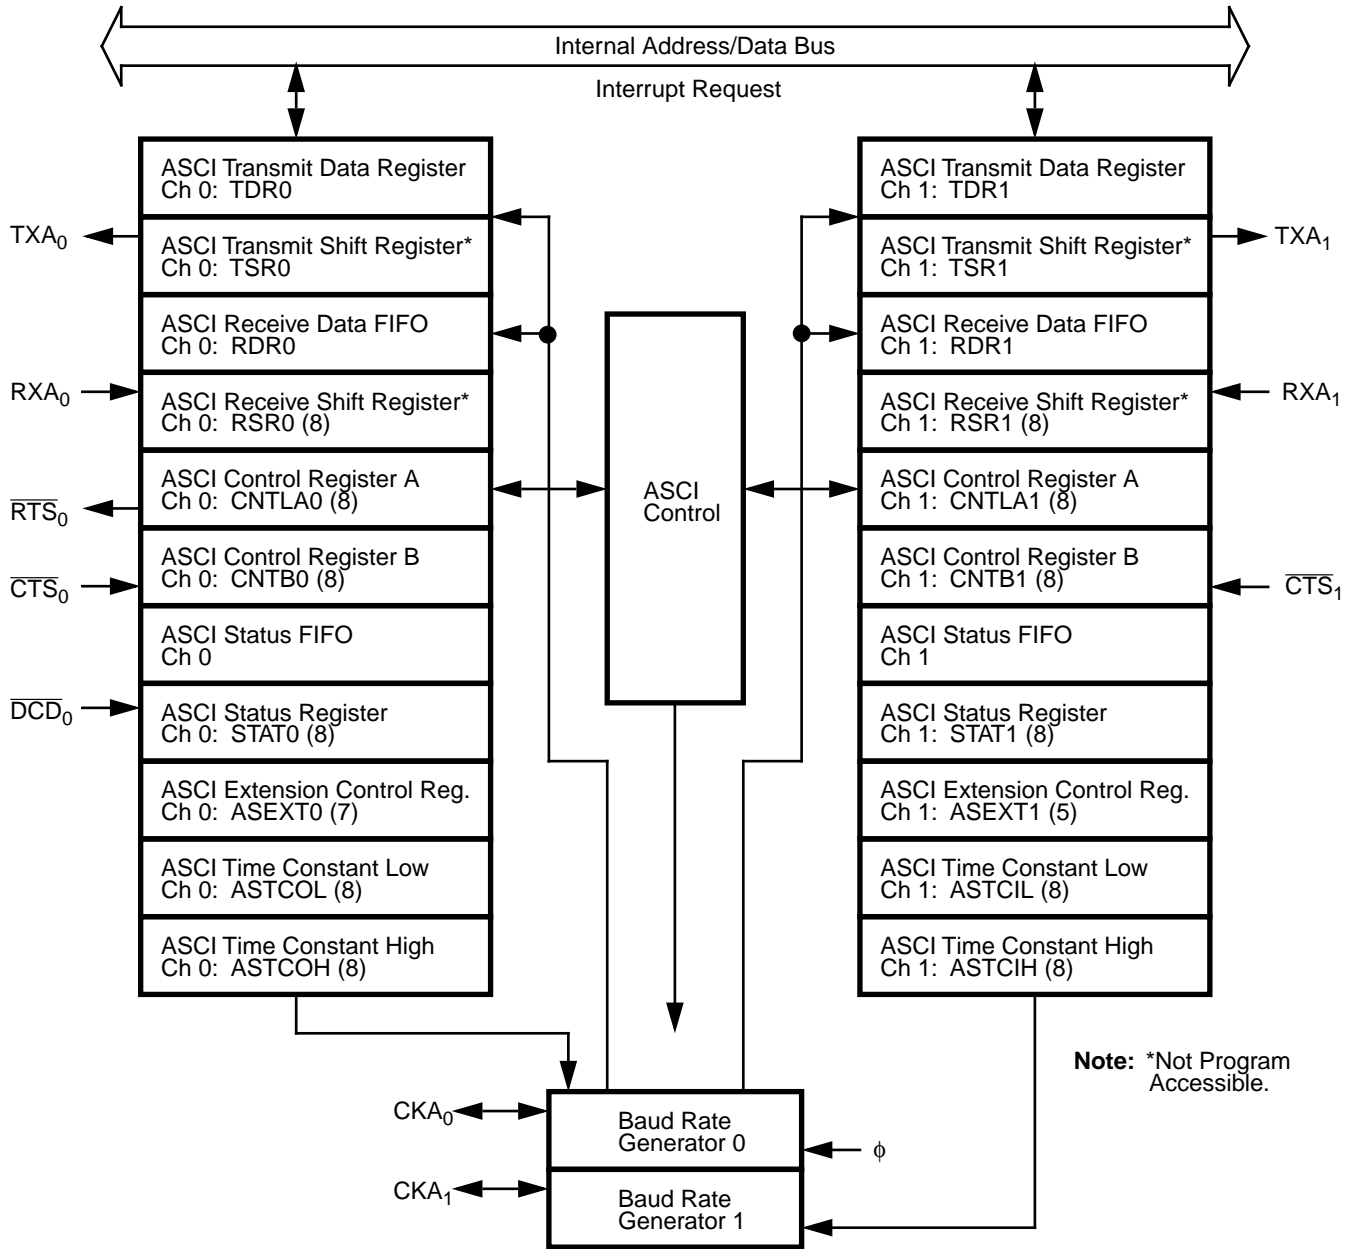 Internal Address/Data Bus
Interrupt Request
ASCI Transmit Data Register
Ch 0: TDR0
ASCI Transmit Shift Register*
Ch 0: TSR0
ASCI Receive Data FIFO
Ch 0: RDR0
ASCI Receive Shift Register*
Ch 0: RSR0 (8)
ASCI Control Register A
Ch 0: CNTLA0 (8)
ASCI Control Register B
Ch 0: CNTB0 (8)
ASCI Status FIFO
Ch 0
ASCI Status Register
Ch 0: STAT0 (8)
ASCI Extension Control Reg.
Ch 0: ASEXT0 (7)
ASCI Time Constant Low
Ch 0: ASTCOL (8)
ASCI Time Constant High
Ch 0: ASTCOH (8)
TXA0
RXA0
RTS0
CTS0
DCD0
ASCI
Control
ASCI Transmit Data Register
Ch 1: TDR1
ASCI Transmit Shift Register*
Ch 1: TSR1
ASCI Receive Data FIFO
Ch 1: RDR1
ASCI Receive Shift Register*
Ch 1: RSR1 (8)
ASCI Control Register A
Ch 1: CNTLA1 (8)
ASCI Control Register B
Ch 1: CNTB1 (8)
ASCI Status FIFO
Ch 1
ASCI Status Register
Ch 1: STAT1 (8)
ASCI Extension Control Reg.
Ch 1: ASEXT1 (5)
ASCI Time Constant Low
Ch 1: ASTCIL (8)
ASCI Time Constant High
Ch 1: ASTCIH (8)
TXA1
RXA1
CTS1
Note: *Not Program
Accessible.
CKA0
Baud Rate
Generator 0
ϕ
CKA1
Baud Rate
Generator 1